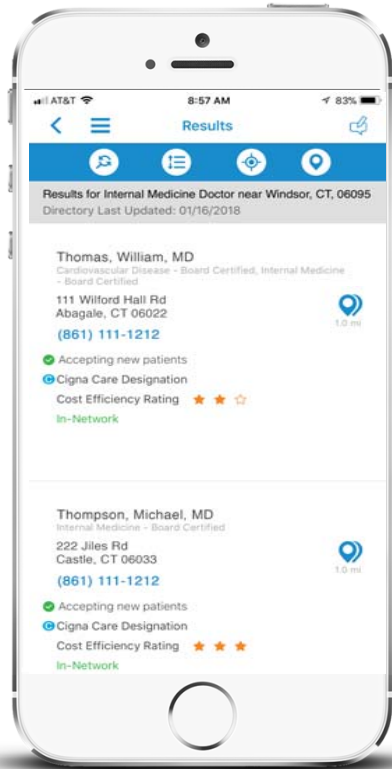 AT&T 8:57 AM 83%
Results
Results for Internal Medicine Doctor near Windsor, CT, 06095
Directory Last Updated: 01/16/2018
Thomas, William, MD
Cardiovascular Disease - Board Certified, Internal Medicine
- Board Certified
111 Wilford Hall Rd
Abagale, CT 06022
1.0 mi
(861) 111-1212
Accepting new patients
C Cigna Care Designation
Cost Efficiency Rating
In-Network
Thompson, Michael, MD
Internal Medicine - Board Certified
222 Jiles Rd
Castle, CT 06033
1.0 mi
(861) 111-1212
Accepting new patients
C Cigna Care Designation
Cost Efficiency Rating
In-Network